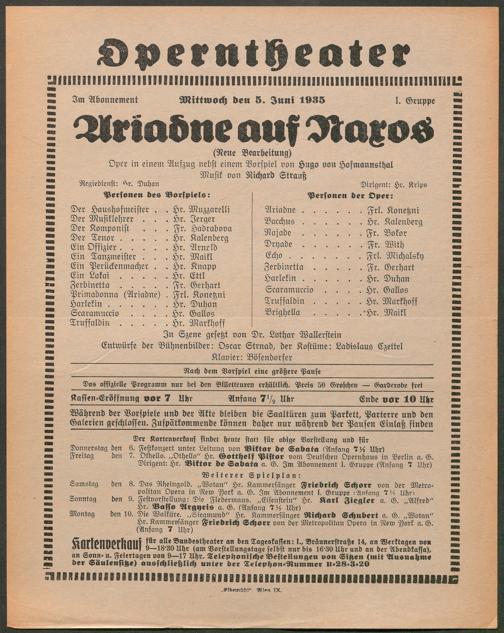 Operntheater
Im Abonnement Mittwoch den 5. Juni 1935 I. Gruppe
Ariadne auf Naxos
(Neue Bearbeitung)
Oper in einem Aufzug nebst einem Vorspiel von Hugo von Hofmannsthal
Musik von Richard Strauß
Regiedienst: Hr. Duhan Dirigent: Hr. Krips
Personen des Vorspiels:
Der Haushofmeister . . Hr. Muzzarelli
Der Musiklehrer . . . Hr. Jerger
Der Komponist . . . Fr. Hadrabova
Der Tenor . . . . . Hr. Kalenberg
Ein Offizier . . . . . Hr. Arnold
Ein Tanzmeister . . . Hr. Maikl
Ein Perückenmacher . . Hr. Knapp
Ein Lakai . . . . . Hr. Ettl
Zerbinetta . . . . . Fr. Gerhart
Primadonna (Ariadne) . Frl. Konetzni
Harlekin . . . . . . Hr. Duhan
Scaramuccio . . . . Hr. Gallos
Truffaldin . . . . . Hr. Markhoff
Personen der Oper:
Ariadne . . . . . . Frl. Konetzni
Bacchus . . . . . . Hr. Kalenberg
Najade . . . . . . Fr. Bokor
Dryade . . . . . . Fr. With
Echo . . . . . . . Frl. Michalsky
Zerbinetta . . . . . Fr. Gerhart
Harlekin . . . . . . Hr. Duhan
Scaramuccio . . . . Hr. Gallos
Truffaldin . . . . . Hr. Markhoff
Brighella . . . . . Hr. Maikl
In Szene gesetzt von Dr. Lothar Wallerstein
Entwürfe der Bühnenbilder: Oscar Strnad, der Kostüme: Ladislaus Czettel
Klavier: Bösendorfer
Nach dem Vorspiel eine größere Pause
Das offizielle Programm nur bei den Billetteuren erhältlich. Preis 50 Groschen — Garderobe frei
Kassen-Eröffnung vor 7 Uhr Anfang 7½ Uhr Ende vor 10 Uhr
Während der Vorspiele und der Akte bleiben die Saaltüren zum Parkett, Parterre und den
Galerien geschlossen. Zuspätkommende können daher nur während der Pausen Einlaß finden
Der Kartenverkauf findet heute statt für obige Vorstellung und für
Donnerstag den 6. Festkonzert unter Leitung von Viktor de Sabata (Anfang 7½ Uhr)
Freitag den 7. Othello. „Othello“ Hr. Gotthelf Pistor vom Deutschen Opernhaus in Berlin a. G.
Dirigent: Hr. Viktor de Sabata a. G. Im Abonnement I. Gruppe (Anfang 7 Uhr)
Weiterer Spielplan:
Samstag den 8. Das Rheingold. „Wotan“ Hr. Kammersänger Friedrich Schorr von der Metro-
politan Opera in New York a. G. Im Abonnement I. Gruppe (Anfang 7½ Uhr)
Sonntag den 9. Festvorstellung: Die Fledermaus. „Eisenstein“ Hr. Karl Ziegler a. G. „Alfred“
Hr. Basso Argyris a. G. (Anfang 7½ Uhr)
Montag den 10. Die Walküre. „Siegmund“ Hr. Kammersänger Richard Schubert a. G. „Wotan“
Hr. Kammersänger Friedrich Schorr von der Metropolitan Opera in New York a. G.
(Anfang 7 Uhr)
Kartenverkauf für alle Bundestheater an den Tageskassen: I., Bräunerstraße 14, an Werktagen von
9—18·30 Uhr (am Vorstellungstag selbst nur bis 16·30 Uhr und an der Abendkassa),
an Sonn- u. Feiertagen von 9—17 Uhr. Telephonische Bestellungen von Sitzen (mit Ausnahme
der Säulensitze) ausschließlich unter der Telephon-Nummer R-28-3-20
„Elbemühl“, Wien IX.